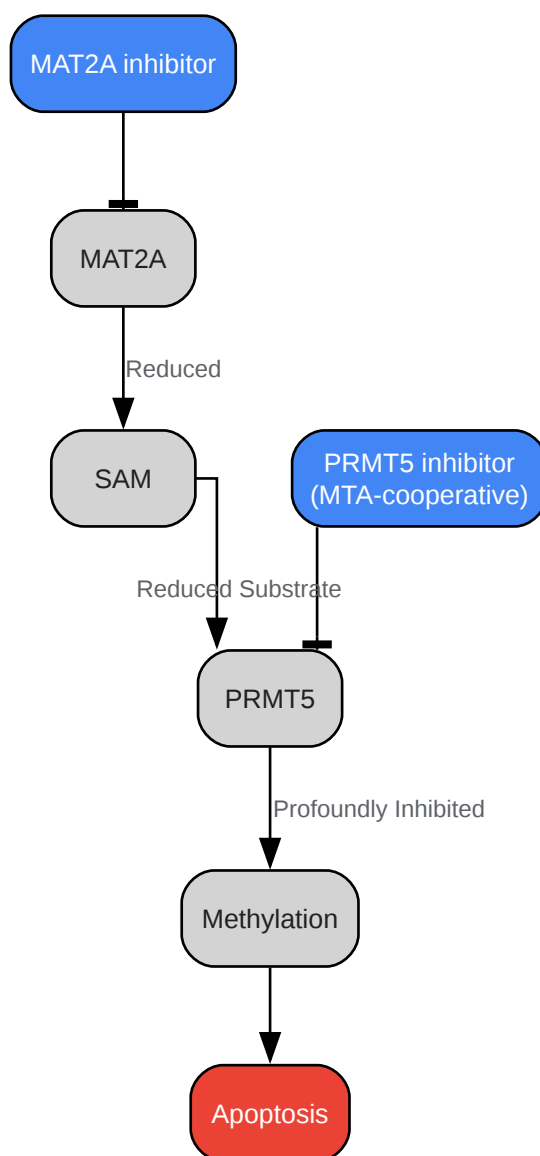 MAT2A inhibitor
MAT2A
Reduced
SAM
PRMT5 inhibitor
(MTA-cooperative)
Reduced Substrate
PRMT5
Profoundly Inhibited
Methylation
Apoptosis